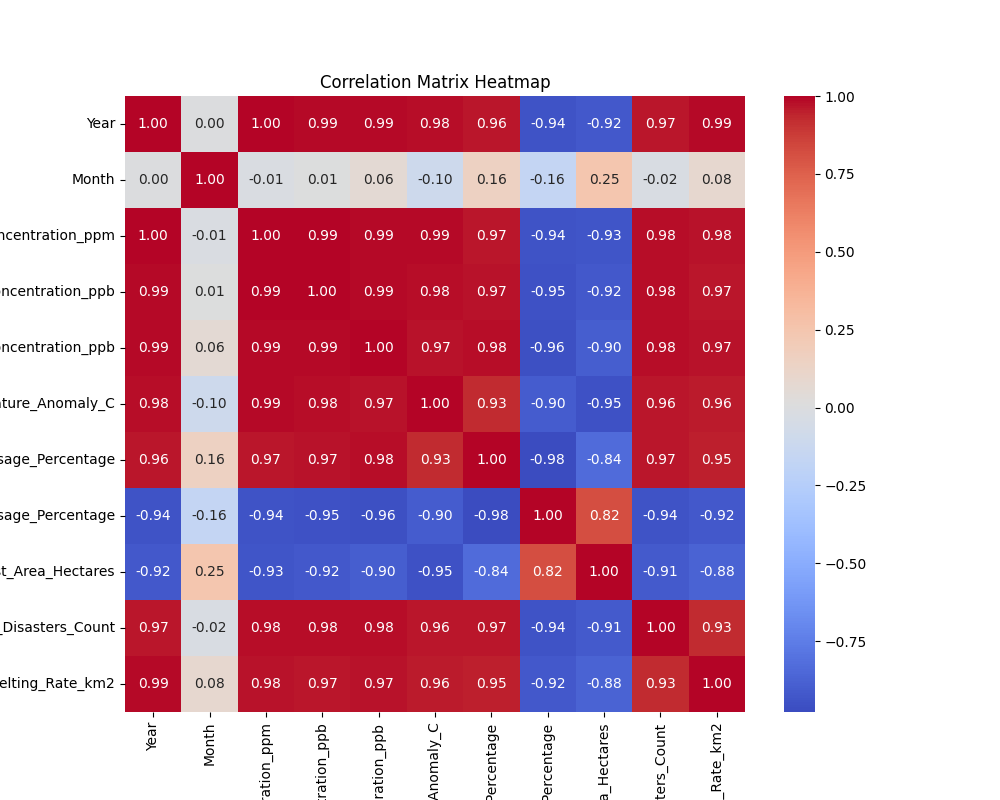 Correlation Matrix Heatmap
Year 1.00 0.00 1.00 0.99 0.99 0.98 0.96 -0.94 -0.92 0.97 0.99
Month 0.00 1.00 -0.01 0.01 0.06 -0.10 0.16 -0.16 0.25 -0.02 0.08
ncentration_ppm 1.00 -0.01 1.00 0.99 0.99 0.99 0.97 -0.94 -0.93 0.98 0.98
oncentration_ppb 0.99 0.01 0.99 1.00 0.99 0.98 0.97 -0.95 -0.92 0.98 0.97
oncentration_ppb 0.99 0.06 0.99 0.99 1.00 0.97 0.98 -0.96 -0.90 0.98 0.97
ature_Anomaly_C 0.98 -0.10 0.99 0.98 0.97 1.00 0.93 -0.90 -0.95 0.96 0.96
sage_Percentage 0.96 0.16 0.97 0.97 0.98 0.93 1.00 -0.98 -0.84 0.97 0.95
sage_Percentage -0.94 -0.16 -0.94 -0.95 -0.96 -0.90 -0.98 1.00 0.82 -0.94 -0.92
st_Area_Hectares -0.92 0.25 -0.93 -0.92 -0.90 -0.95 -0.84 0.82 1.00 -0.91 -0.88
_Disasters_Count 0.97 -0.02 0.98 0.98 0.98 0.96 0.97 -0.94 -0.91 1.00 0.93
elting_Rate_km2 0.99 0.08 0.98 0.97 0.97 0.96 0.95 -0.92 -0.88 0.93 1.00
Year
Month
ration_ppm
tration_ppb
ration_ppb
Anomaly_C
Percentage
Percentage
a_Hectares
ters_Count
_Rate_km2
1.00
0.75
0.50
0.25
0.00
−0.25
−0.50
−0.75